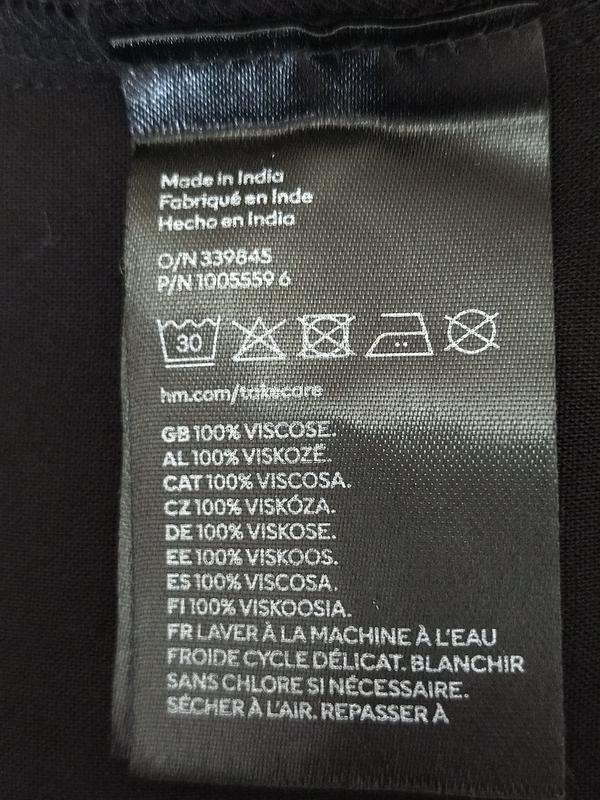 Made in India
Fabriqué en Inde
Hecho en India
O/N 339845
P/N 1005559 6
30
hm.com/takecare
GB 100% VISCOSE.
AL 100% VISKOZË.
CAT 100% VISCOSA.
CZ 100% VISKÓZA.
DE 100% VISKOSE.
EE 100% VISKOOS.
ES 100% VISCOSA.
FI 100% VISKOOSIA.
FR LAVER À LA MACHINE À L'EAU
FROIDE CYCLE DÉLICAT. BLANCHIR
SANS CHLORE SI NÉCESSAIRE.
SÉCHER À L'AIR. REPASSER À